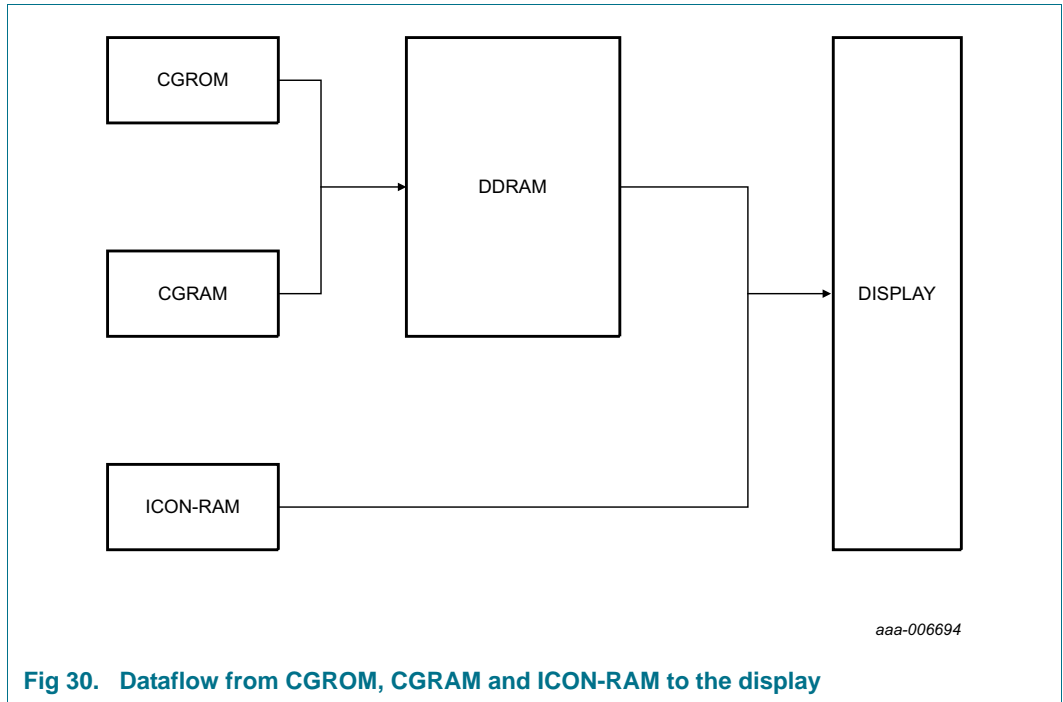 CGROM
DDRAM
CGRAM
DISPLAY
ICON-RAM
aaa-006694
Fig 30. Dataflow from CGROM, CGRAM and ICON-RAM to the display